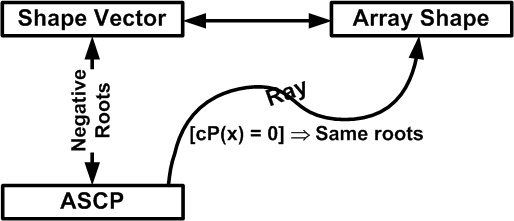 Shape Vector
Array Shape
Negative
Roots
Ray
[cP(x) = 0] ⇒ Same roots
ASCP